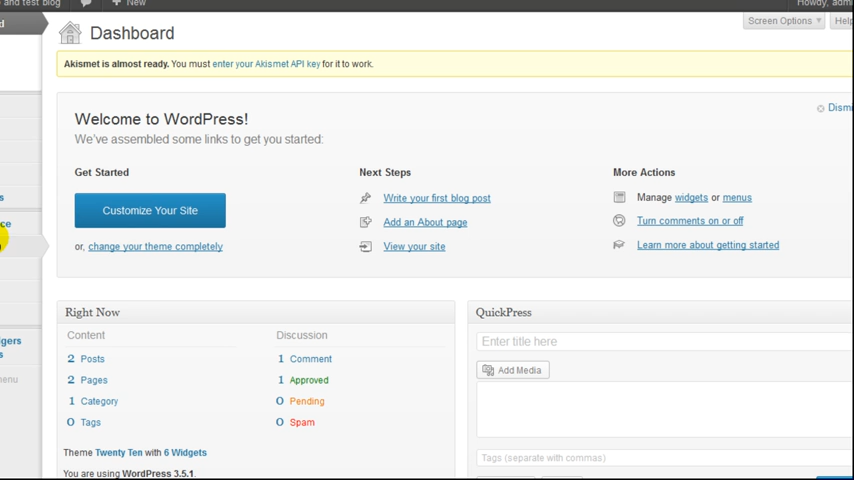 and test blog New Howdy,
Screen Options Help
Dashboard
Akismet is almost ready. You must enter your Akismet API key for it to work.
Welcome to WordPress!
We've assembled some links to get you started:
Get Started
Next Steps
More Actions
Customize Your Site
Write your first blog post
Manage widgets or menus
Add an About page
Turn comments on or off
or, change your theme completely
View your site
Learn more about getting started
Right Now
QuickPress
Content
Discussion
Enter title here
2 Posts
1 Comment
Add Media
2 Pages
1 Approved
1 Category
0 Pending
0 Tags
0 Spam
Tags (separate with commas)
Theme Twenty Ten with 6 Widgets
You are using WordPress 3.5.1.